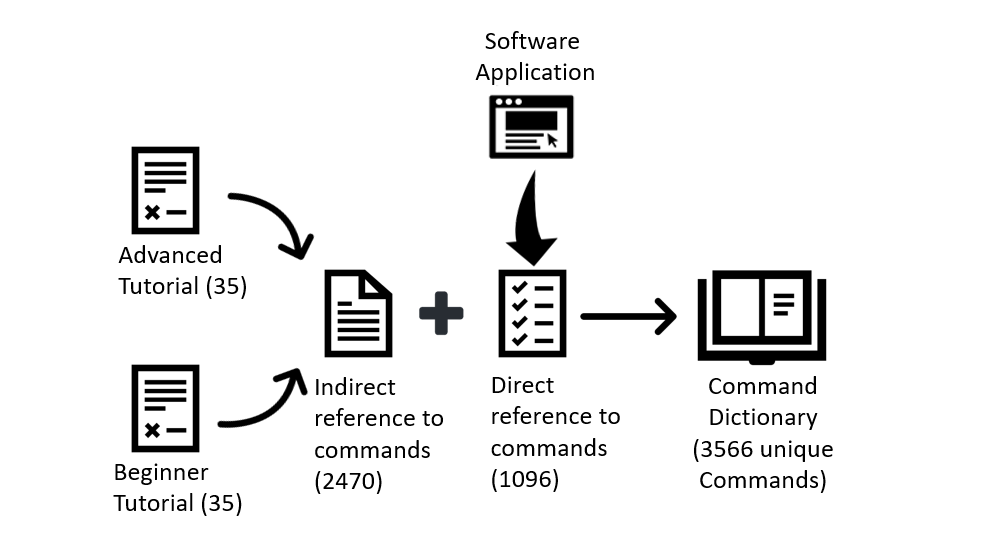 Software
Application
Advanced
Tutorial (35)
Beginner
Tutorial (35)
Indirect
reference to
commands
(2470)
Direct
reference to
commands
(1096)
Command
Dictionary
(3566 unique
Commands)